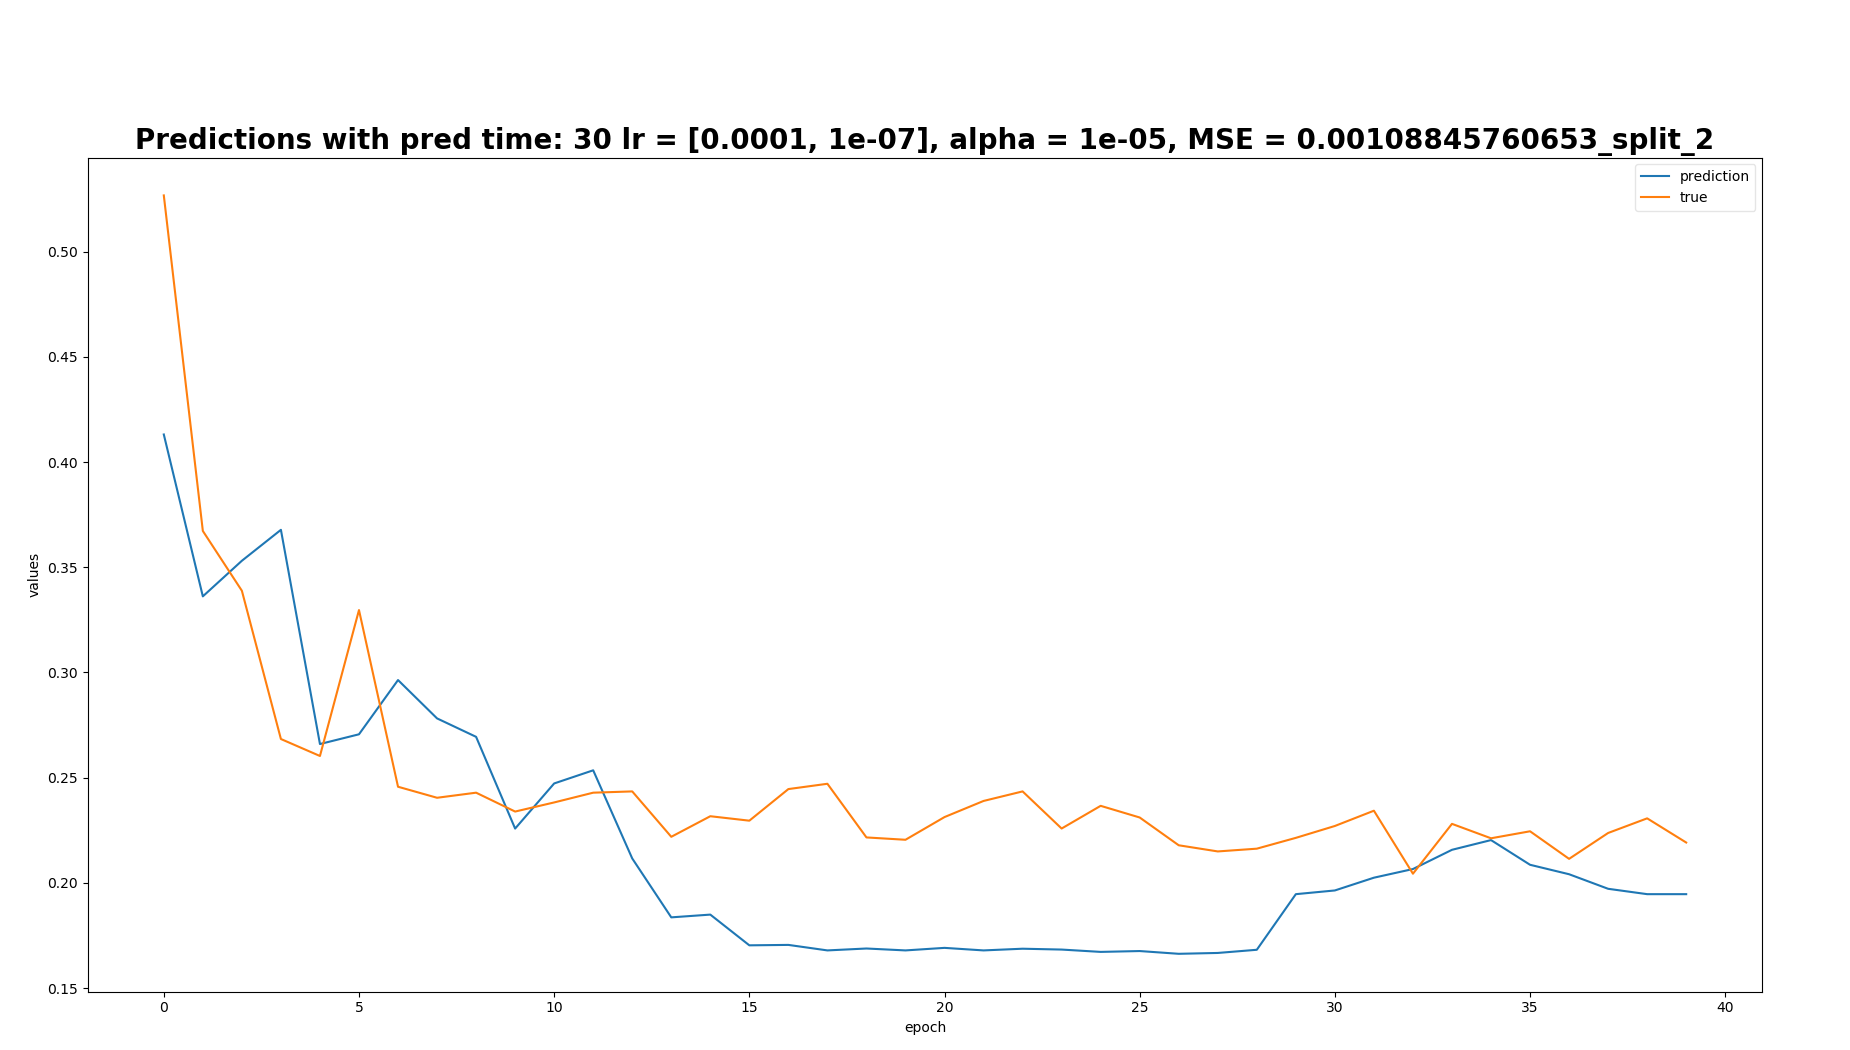 Predictions with pred time: 30 lr = [0.0001, 1e-07], alpha = 1e-05, MSE = 0.00108845760653_split_2
prediction
true
0.50
0.45
0.40
0.35
0.30
0.25
0.20
0.15
values
0 5 10 15 20 25 30 35 40
epoch